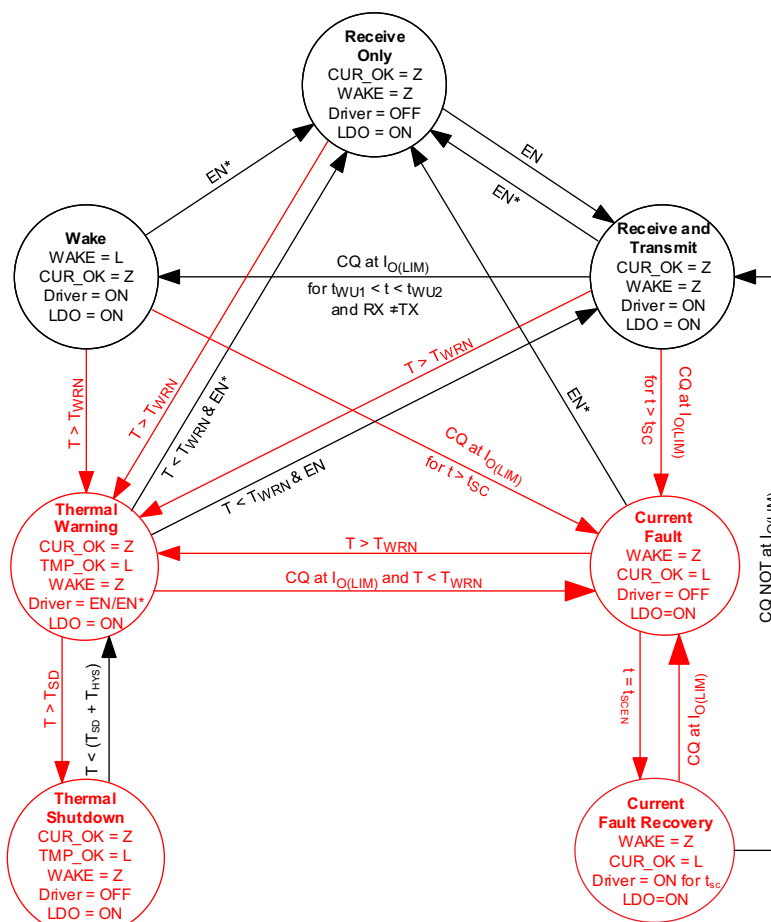 Receive
Only
CUR_OK = Z
WAKE = Z
Driver = OFF
LDO = ON
EN*
EN
EN*
Wake
WAKE = L
CUR_OK = Z
Driver = ON
LDO = ON
CQ at IO(LIM)
for tWU1 < t < tWU2
and RX ≠TX
Receive and
Transmit
CUR_OK = Z
WAKE = Z
Driver = ON
LDO = ON
T > TWRN
T > TWRN
T < TWRN & EN*
T > TWRN
T < TWRN & EN
CQ at IO(LIM)
for t > tSC
EN*
CQ at IO(LIM)
for t > tSC
Thermal
Warning
CUR_OK = Z
TMP_OK = L
WAKE = Z
Driver = EN/EN*
LDO = ON
T > TWRN
CQ at IO(LIM) and T < TWRN
Current
Fault
WAKE = Z
CUR_OK = L
Driver = OFF
LDO=ON
CQ NOT at IO(LIM)
T > TSD
T < (TSD + THYS)
t = tSCEN
CQ at IO(LIM)
Thermal
Shutdown
CUR_OK = Z
TMP_OK = L
WAKE = Z
Driver = OFF
LDO = ON
Current
Fault Recovery
WAKE = Z
CUR_OK = L
Driver = ON for tsc
LDO=ON